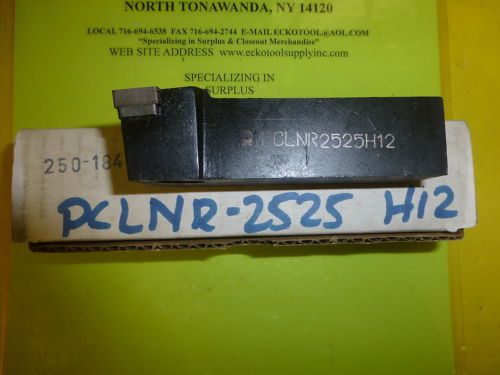 NORTH TONAWANDA, NY 14120
LOCAL 716-694-6538 FAX 716-694-2744 E-MAIL ECKOTOOL@AOL.COM
"Specializing in Surplus & Closeout Merchandise"
WEB SITE ADDRESS www.eckotoolsupplyinc.com
SPECIALIZING IN
SURPLUS
PCLNR2525H12
250-184
PCLNR-2525 H12